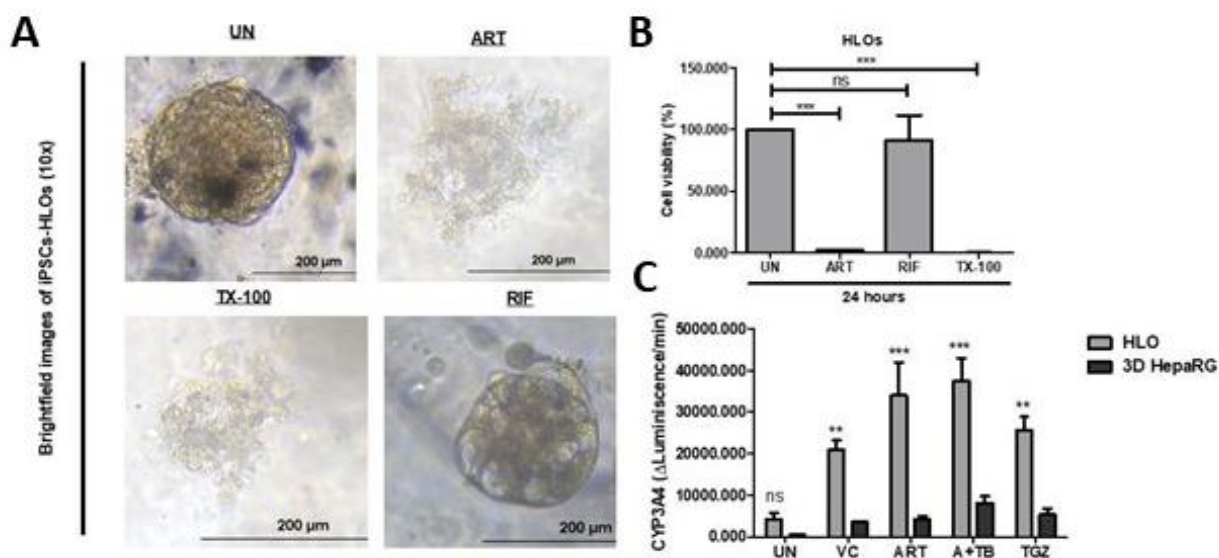 A
Brightfield images of iPSCs-HLOs (10x)
UN
200 µm
ART
200 µm
TX-100
200 µm
RIF
200 µm
B
HLOs
***
ns
***
Cell viability (%)
150.000
100.000
50.000
0.000
UN ART RIF TX-100
24 hours
C
CYP3A4 (ΔLuminiscence/min)
50000.000
40000.000
30000.000
20000.000
10000.000
0.000
ns ** *** *** **
UN VC ART A+TB TGZ
HLO
3D HepaRG